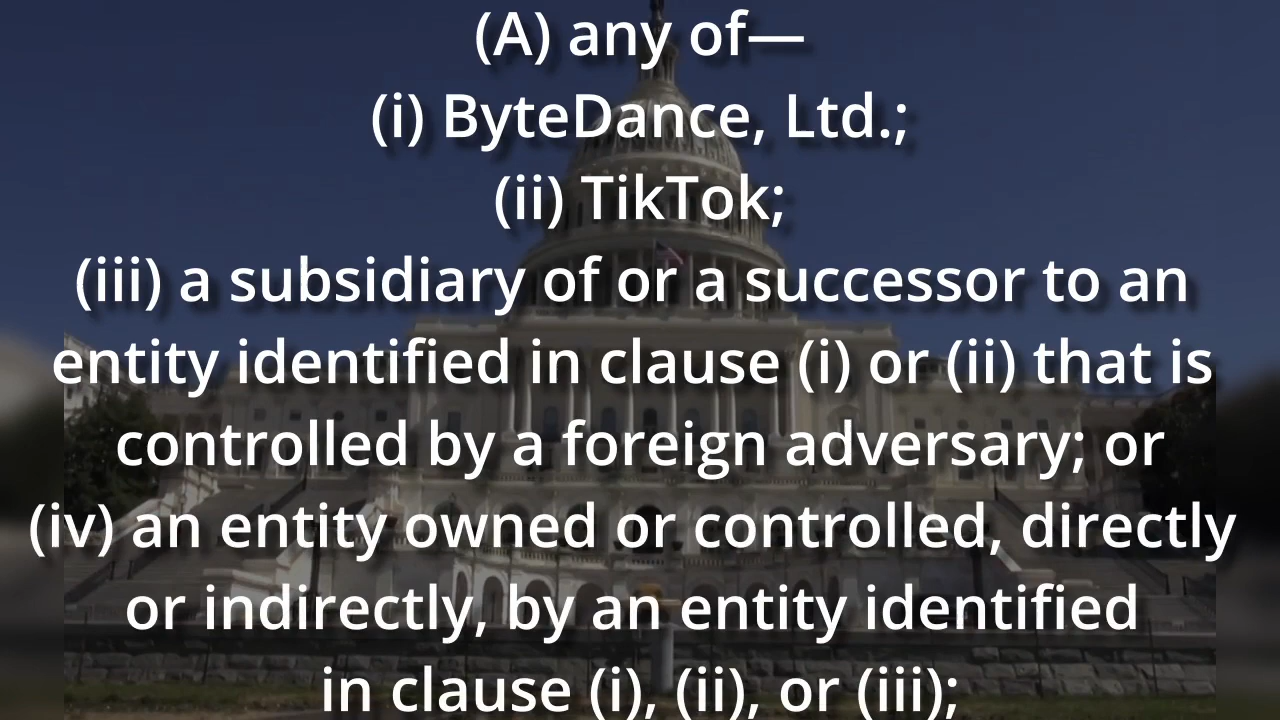 (A) any of—
(i) ByteDance, Ltd.;
(ii) TikTok;
(iii) a subsidiary of or a successor to an
entity identified in clause (i) or (ii) that is
controlled by a foreign adversary; or
(iv) an entity owned or controlled, directly
or indirectly, by an entity identified
in clause (i), (ii), or (iii);